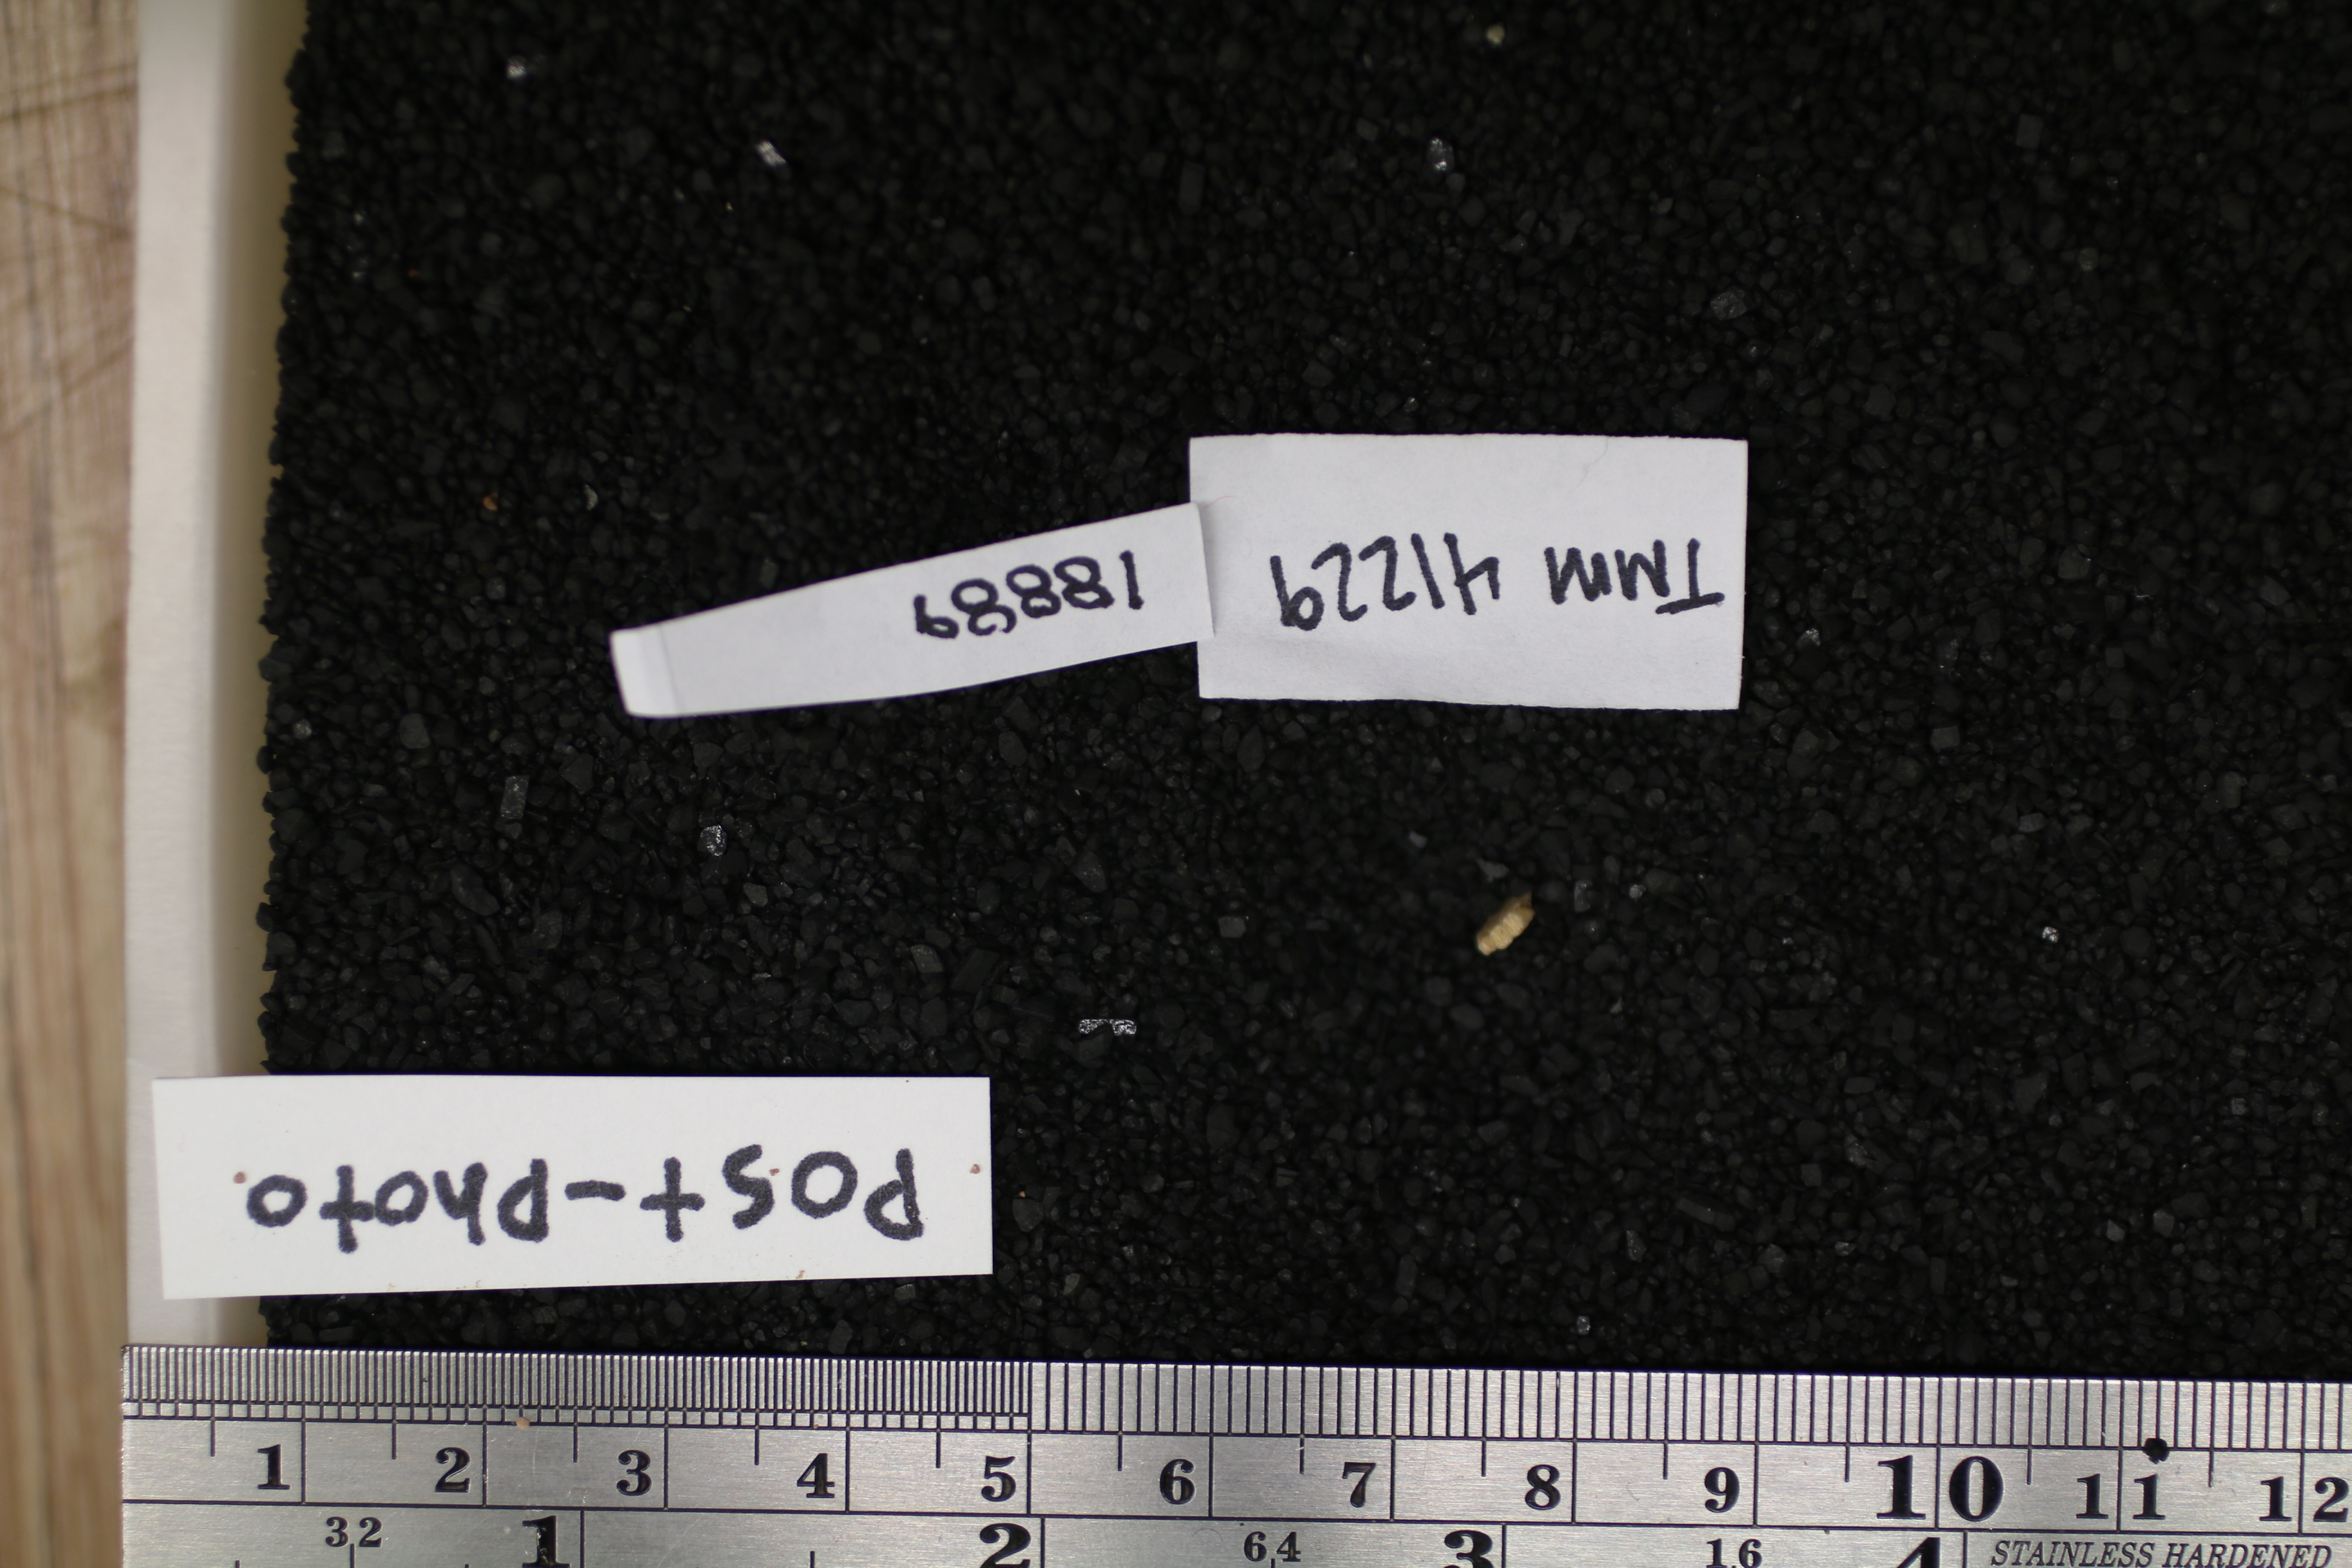 TMM 41229
18889
Post-Photo
1 2 3 4 5 6 7 8 9 10 11 12
32 1 2 64 3 16 4 STAINLESS HARDENED